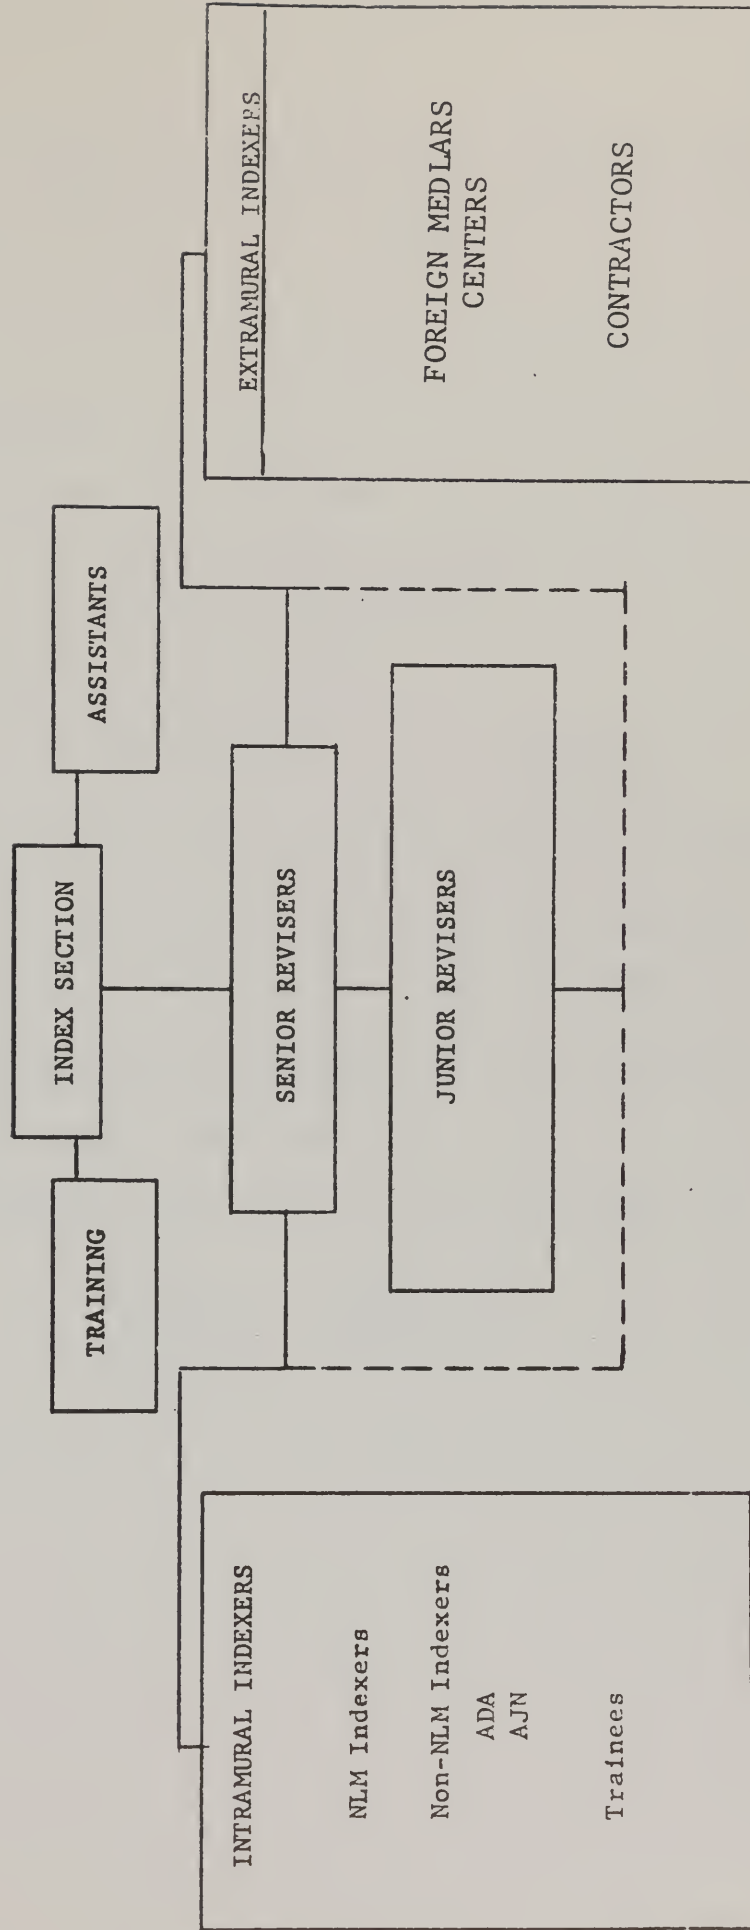 INDEX SECTION
TRAINING
ASSISTANTS
SENIOR REVISERS
JUNIOR REVISERS
INTRAMURAL INDEXERS
NLM Indexers
Non-NLM Indexers
ADA
AJN
Trainees
EXTRAMURAL INDEXERS
FOREIGN MEDLARS
CENTERS
CONTRACTORS